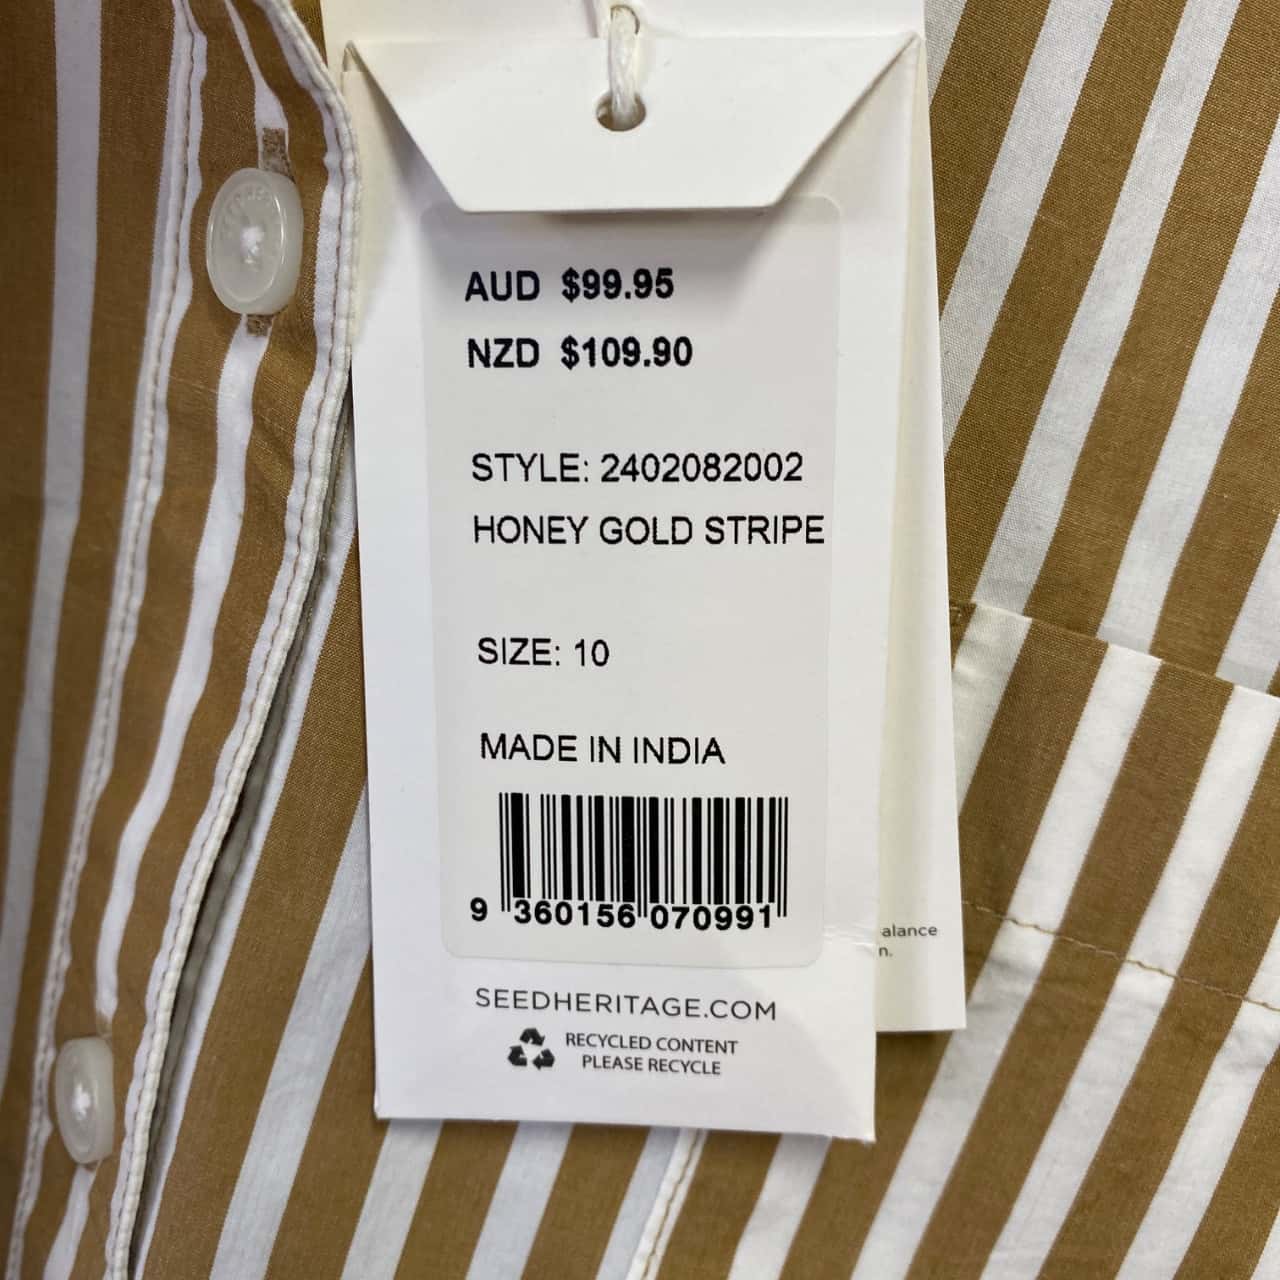 AUD $99.95
NZD $109.90
STYLE: 2402082002
HONEY GOLD STRIPE
SIZE: 10
MADE IN INDIA
9 360156 070991
alance
n.
SEEDHERITAGE.COM
RECYCLED CONTENT
PLEASE RECYCLE